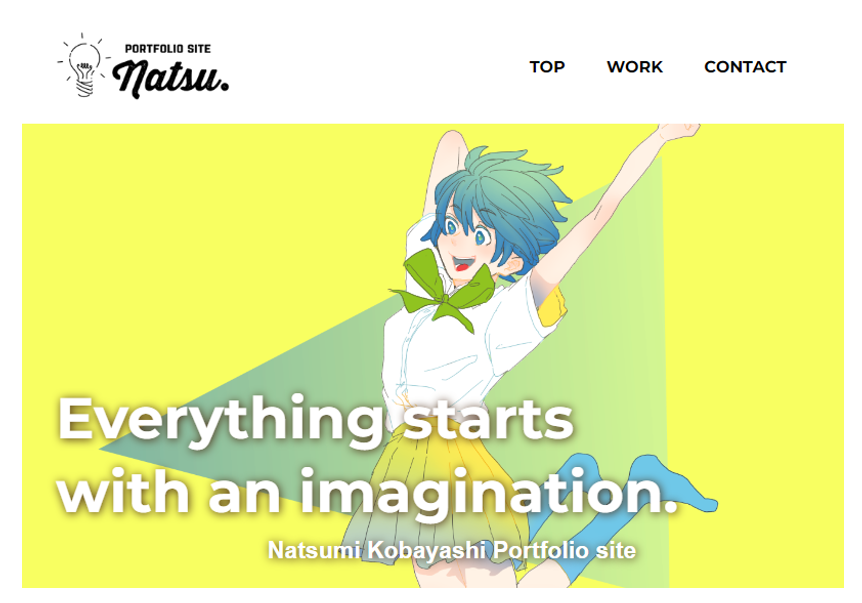 PORTFOLIO SITE
Natsu.
TOP WORK CONTACT
Everything starts
with an imagination.
Natsumi Kobayashi Portfolio site